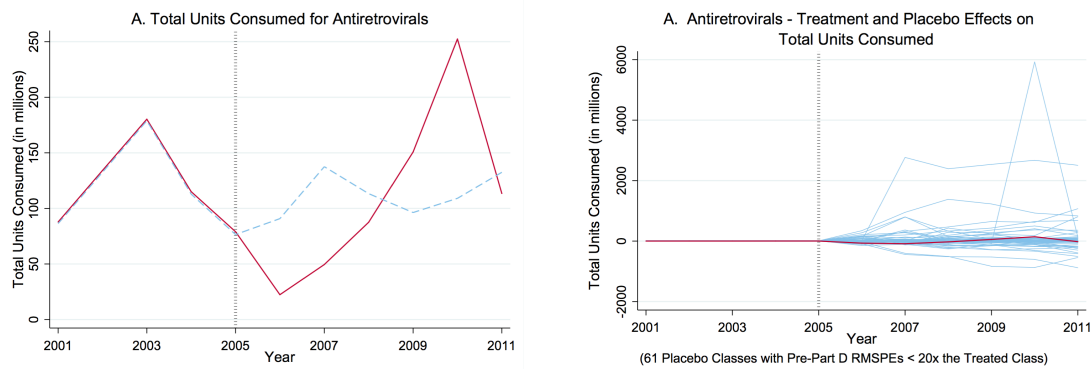 A. Total Units Consumed for Antiretrovirals
Total Units Consumed (in millions)
250
200
150
100
50
0
2001 2003 2005 2007 2009 2011
Year
A. Antiretrovirals - Treatment and Placebo Effects on
Total Units Consumed
Total Units Consumed (in millions)
6000
4000
2000
0
2000
2001 2003 2005 2007 2009 2011
Year
(61 Placebo Classes with Pre-Part D RMSPEs < 20x the Treated Class)